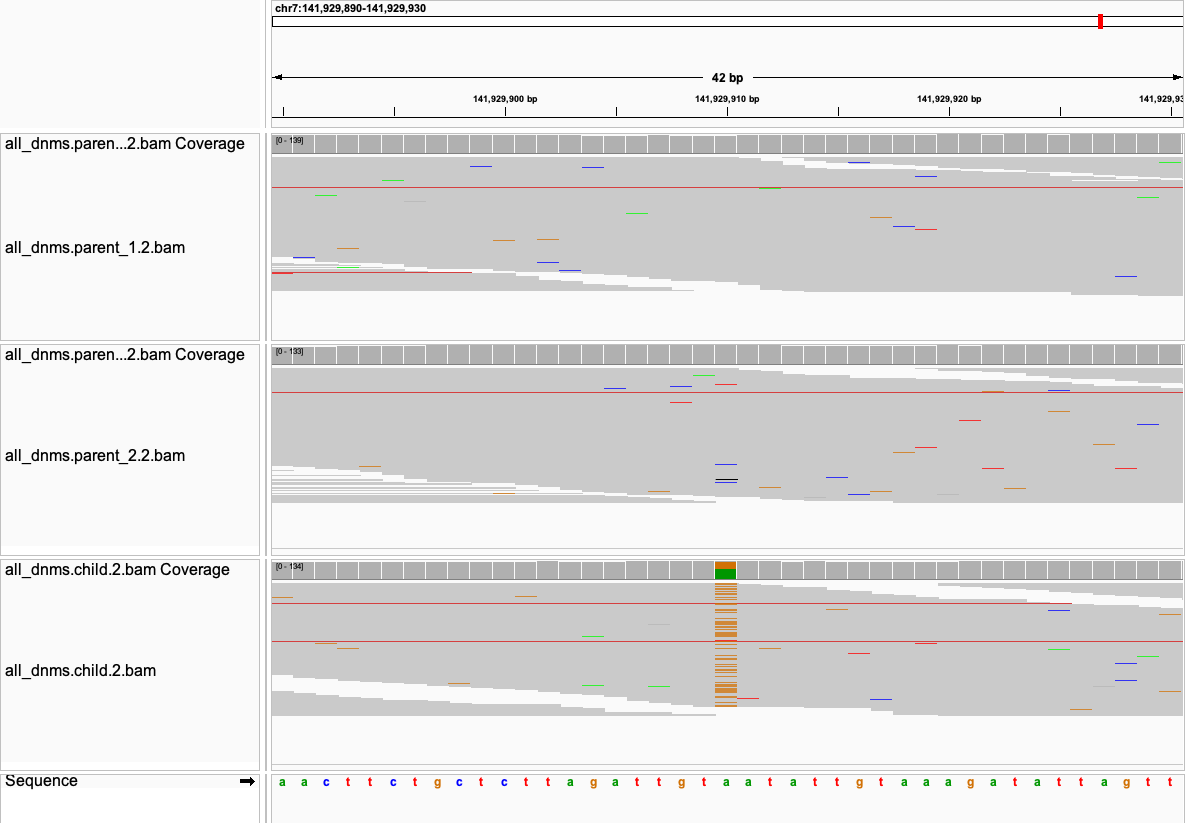 chr7:141,929,890-141,929,930
42 bp
141,929,900 bp 141,929,910 bp 141,929,920 bp 141,929,93
all_dnms.paren...2.bam Coverage
[0 - 139]
all_dnms.parent_1.2.bam
all_dnms.paren...2.bam Coverage
[0 - 133]
all_dnms.parent_2.2.bam
all_dnms.child.2.bam Coverage
[0 - 134]
all_dnms.child.2.bam
Sequence
a a c t t c t g c t c t t a g a t t g t a a t a t t g t a a a g a t a t t a g t t